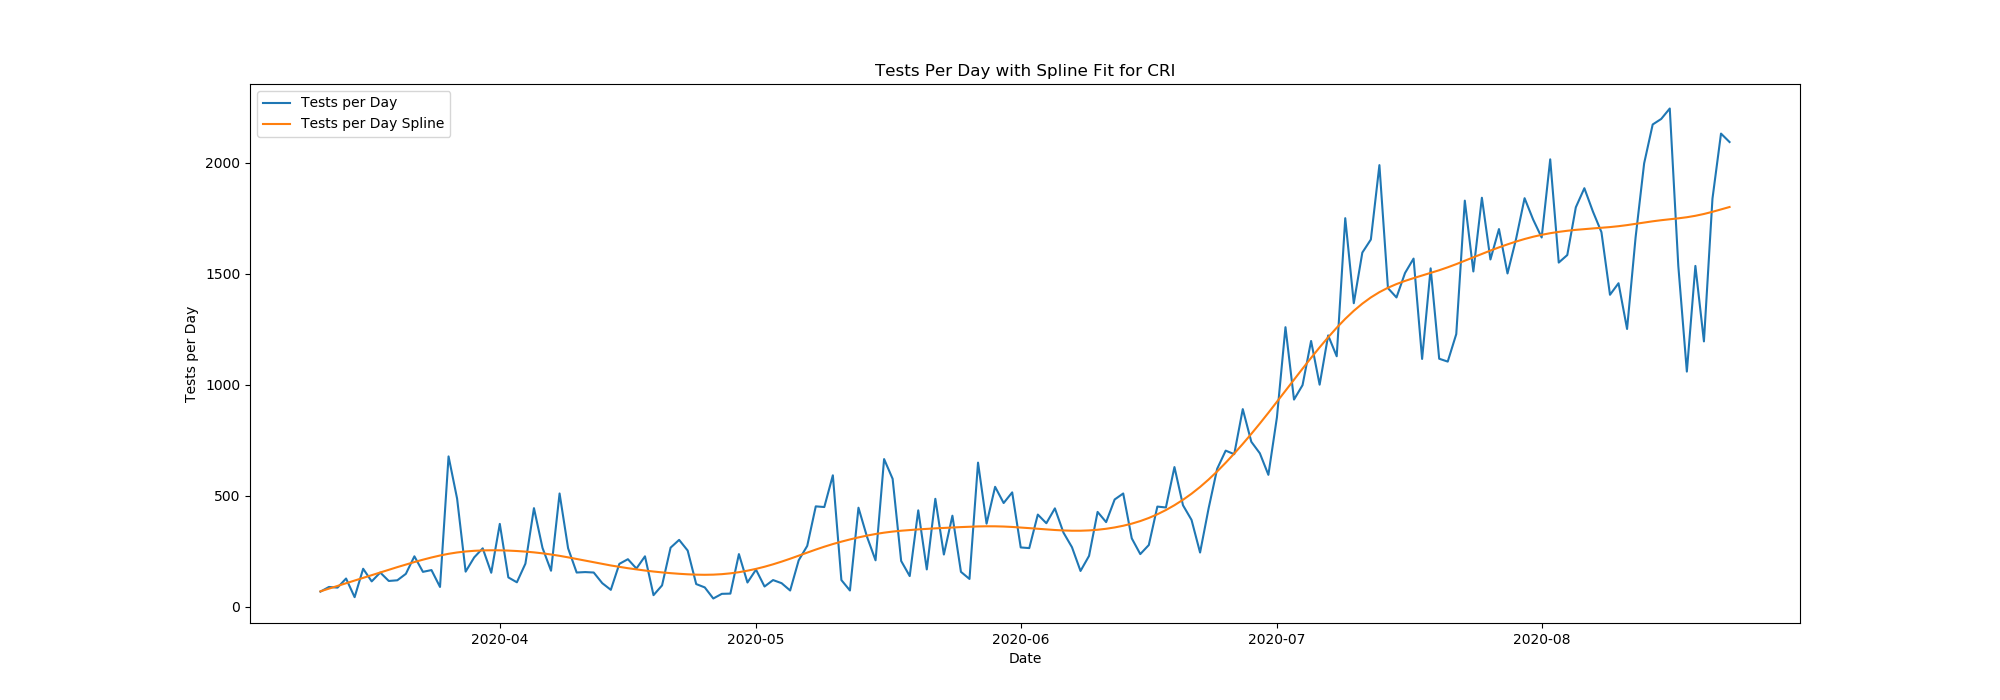 Tests Per Day with Spline Fit for CRI
Tests per Day
Tests per Day Spline
2000
1500
1000
500
0
Tests per Day
2020-04 2020-05 2020-06 2020-07 2020-08
Date